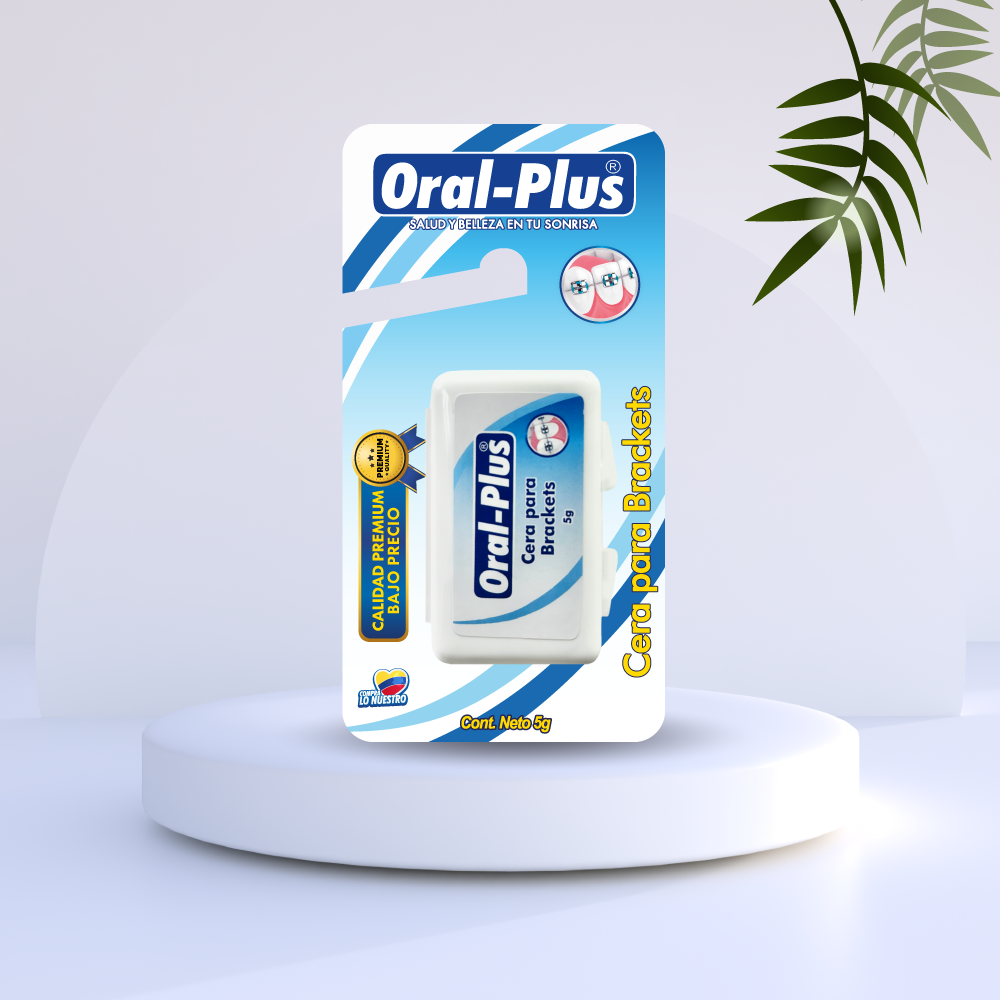 Oral-Plus®
SALUD Y BELLEZA EN TU SONRISA
PREMIUM
QUALITY
CALIDAD PREMIUM
BAJO PRECIO
Oral-Plus®
Cera para
Brackets
5g
Cera para Brackets
COMPRA
LO NUESTRO
Cont. Neto 5g